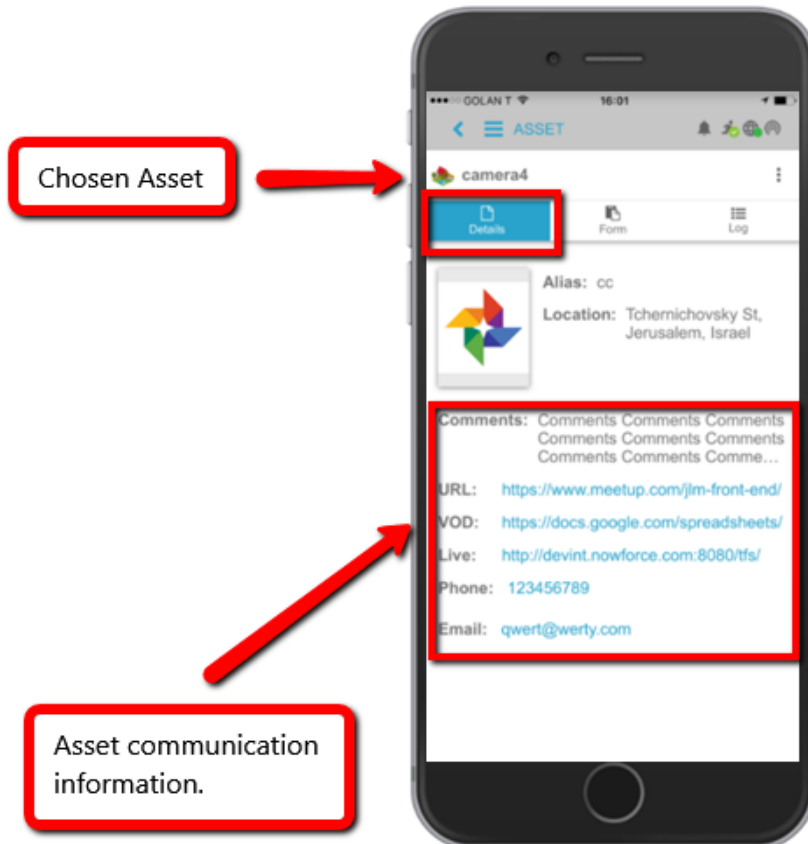 GOLAN T 16:01
ASSET
Chosen Asset
camera4
Details Form Log
Alias: cc
Location: Tchernichovsky St,
Jerusalem, Israel
Comments: Comments Comments Comments
Comments Comments Comments
Comments Comments Comme...
URL: https://www.meetup.com/jlm-front-end/
VOD: https://docs.google.com/spreadsheets/
Live: http://devint.nowforce.com:8080/tfs/
Phone: 123456789
Email: qwert@werty.com
Asset communication
information.